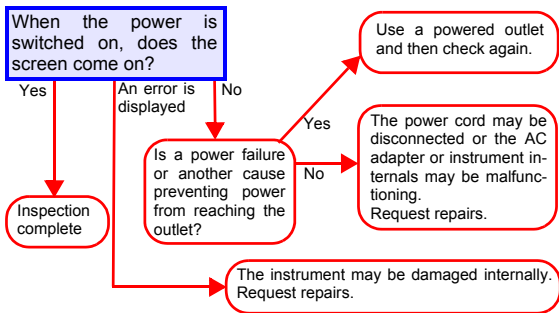 When the power is
switched on, does the
screen come on?
Use a powered outlet
and then check again.
Yes
An error is
displayed
No
Yes
No
Is a power failure
or another cause
preventing power
from reaching the
outlet?
The power cord may be
disconnected or the AC
adapter or instrument in-
ternals may be malfunc-
tioning.
Request repairs.
Inspection
complete
The instrument may be damaged internally.
Request repairs.